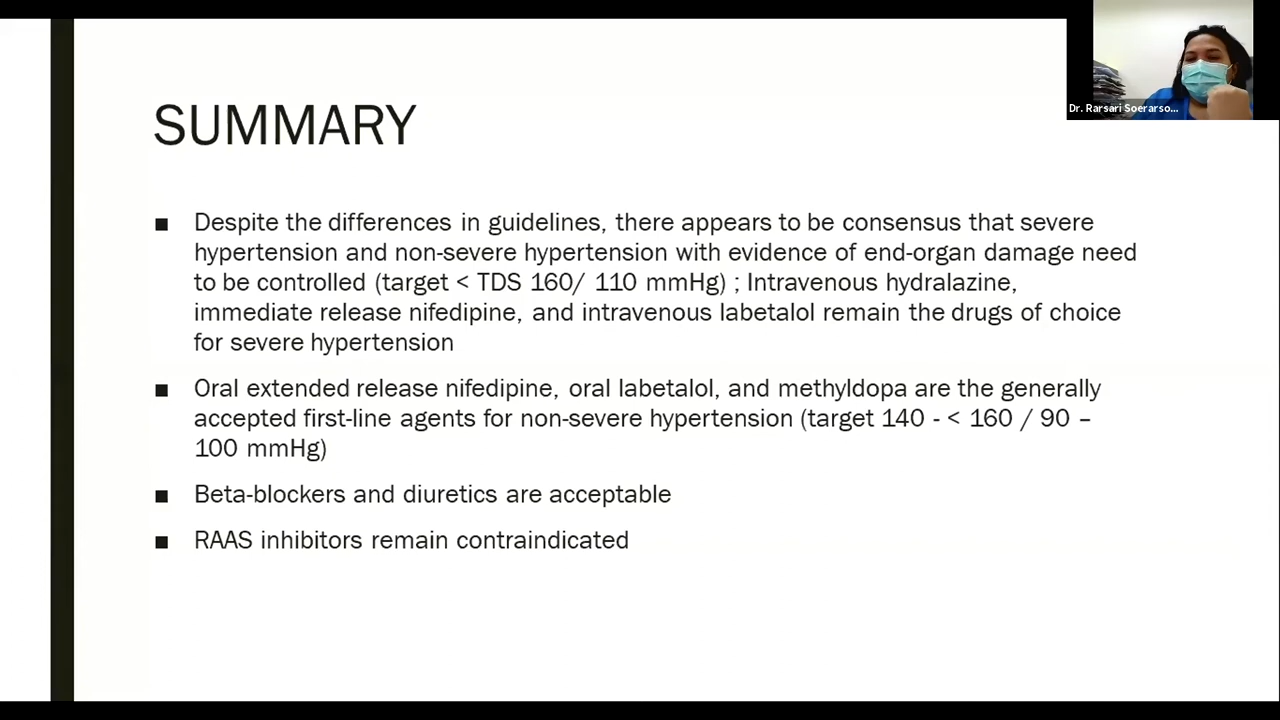 SUMMARY
■ Despite the differences in guidelines, there appears to be consensus that severe
hypertension and non-severe hypertension with evidence of end-organ damage need
to be controlled (target < TDS 160/ 110 mmHg) ; Intravenous hydralazine,
immediate release nifedipine, and intravenous labetalol remain the drugs of choice
for severe hypertension
■ Oral extended release nifedipine, oral labetalol, and methyldopa are the generally
accepted first-line agents for non-severe hypertension (target 140 - < 160 / 90 –
100 mmHg)
■ Beta-blockers and diuretics are acceptable
■ RAAS inhibitors remain contraindicated
Dr. Rarsari Soerarso...